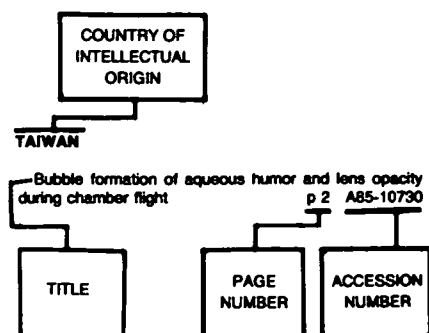 COUNTRY OF
INTELLECTUAL
ORIGIN
TAIWAN
Bubble formation of aqueous humor and lens opacity
during chamber flight p 2 A85-10730
TITLE
PAGE
NUMBER
ACCESSION
NUMBER